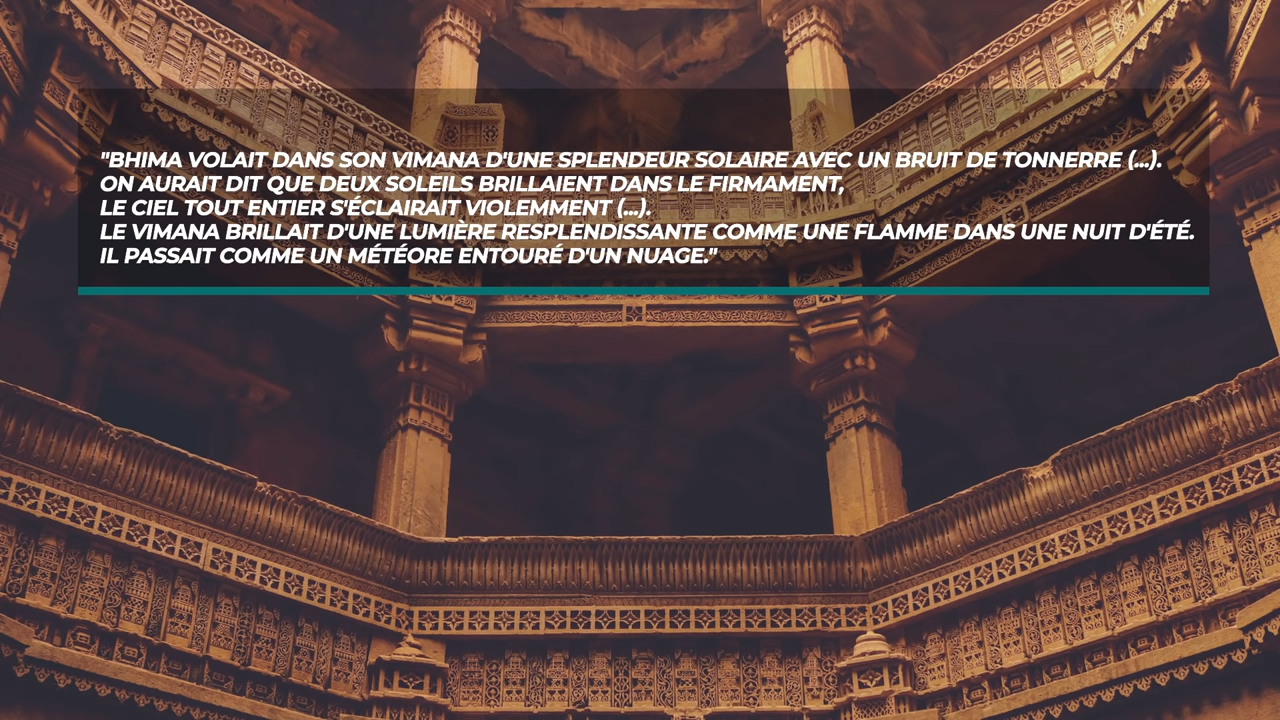 "BHIMA VOLAIT DANS SON VIMANA D'UNE SPLENDEUR SOLAIRE AVEC UN BRUIT DE TONNERRE (...).
ON AURAIT DIT QUE DEUX SOLEILS BRILLAIENT DANS LE FIRMAMENT,
LE CIEL TOUT ENTIER S'ÉCLAIRAIT VIOLEMMENT (...).
LE VIMANA BRILLAIT D'UNE LUMIÈRE RESPLENDISSANTE COMME UNE FLAMME DANS UNE NUIT D'ÉTÉ.
IL PASSAIT COMME UN MÉTÉORE ENTOURÉ D'UN NUAGE."